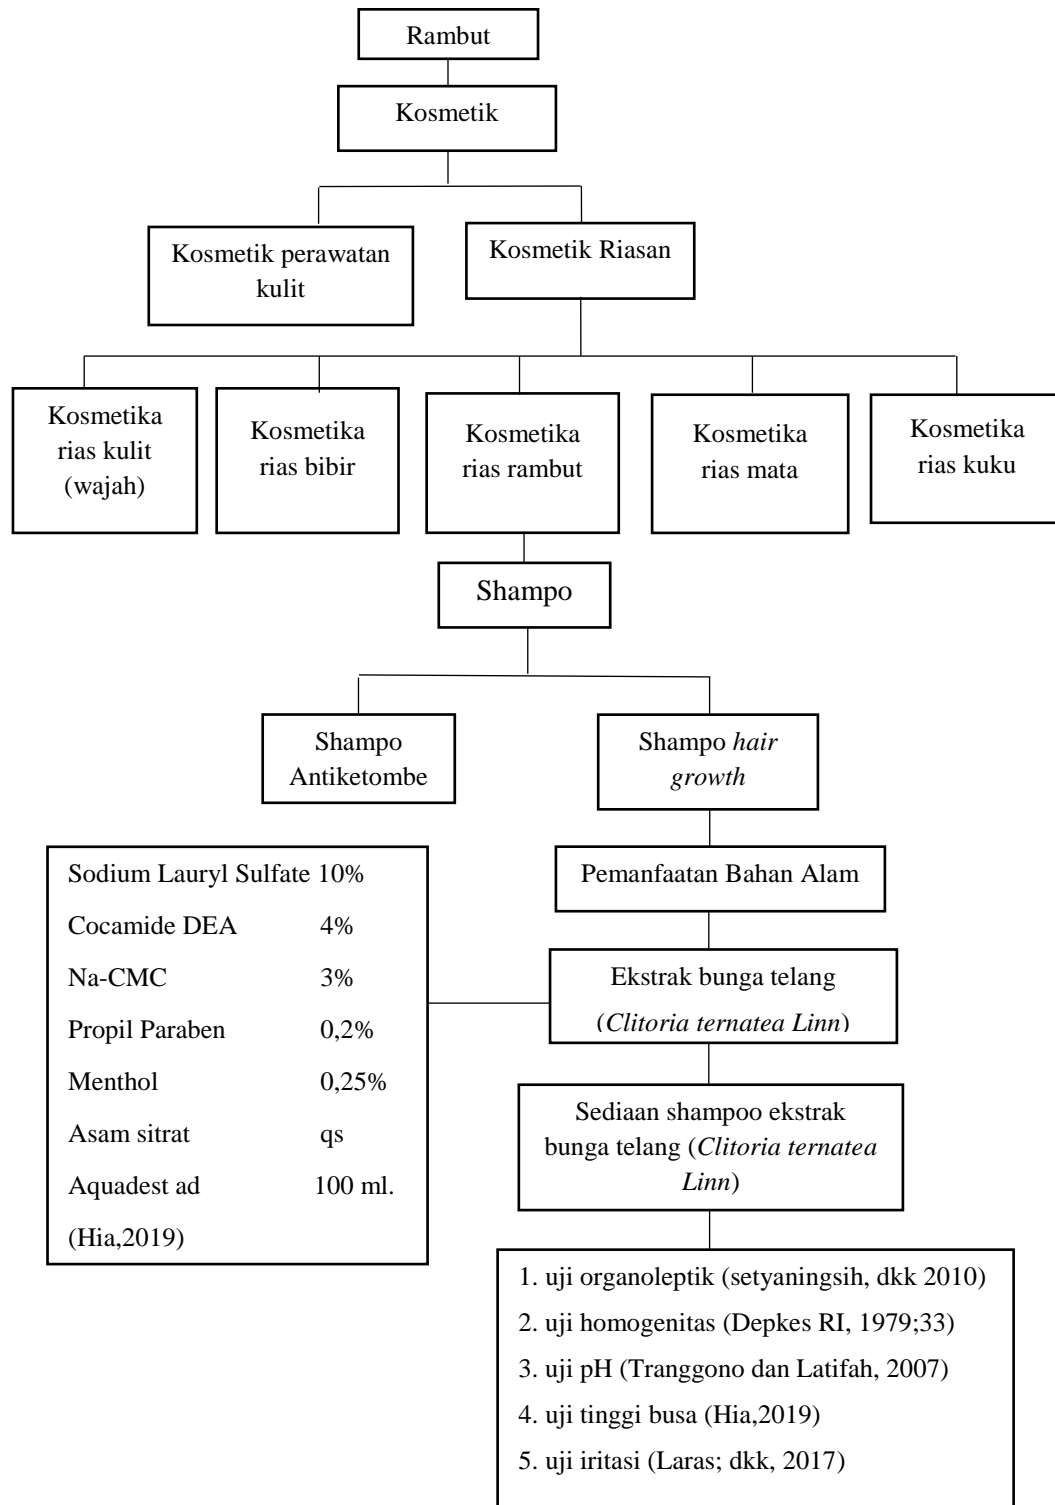 Rambut
Kosmetik
Kosmetik perawatan
kulit
Kosmetik Riasan
Kosmetika
rias kulit
(wajah)
Kosmetika
rias bibir
Kosmetika
rias rambut
Kosmetika
rias mata
Kosmetika
rias kuku
Shampo
Shampo
Antiketombe
Shampo hair
growth
Pemanfaatan Bahan Alam
Sodium Lauryl Sulfate 10%
Cocamide DEA 4%
Na-CMC 3%
Propil Paraben 0,2%
Menthol 0,25%
Asam sitrat qs
Aquadest ad 100 ml.
(Hia,2019)
Ekstrak bunga telang
(Clitoria ternatea Linn)
Sediaan shampoo ekstrak
bunga telang (Clitoria ternatea
Linn)
1. uji organoleptik (setyaningsih, dkk 2010)
2. uji homogenitas (Depkes RI, 1979;33)
3. uji pH (Tranggono dan Latifah, 2007)
4. uji tinggi busa (Hia,2019)
5. uji iritasi (Laras; dkk, 2017)